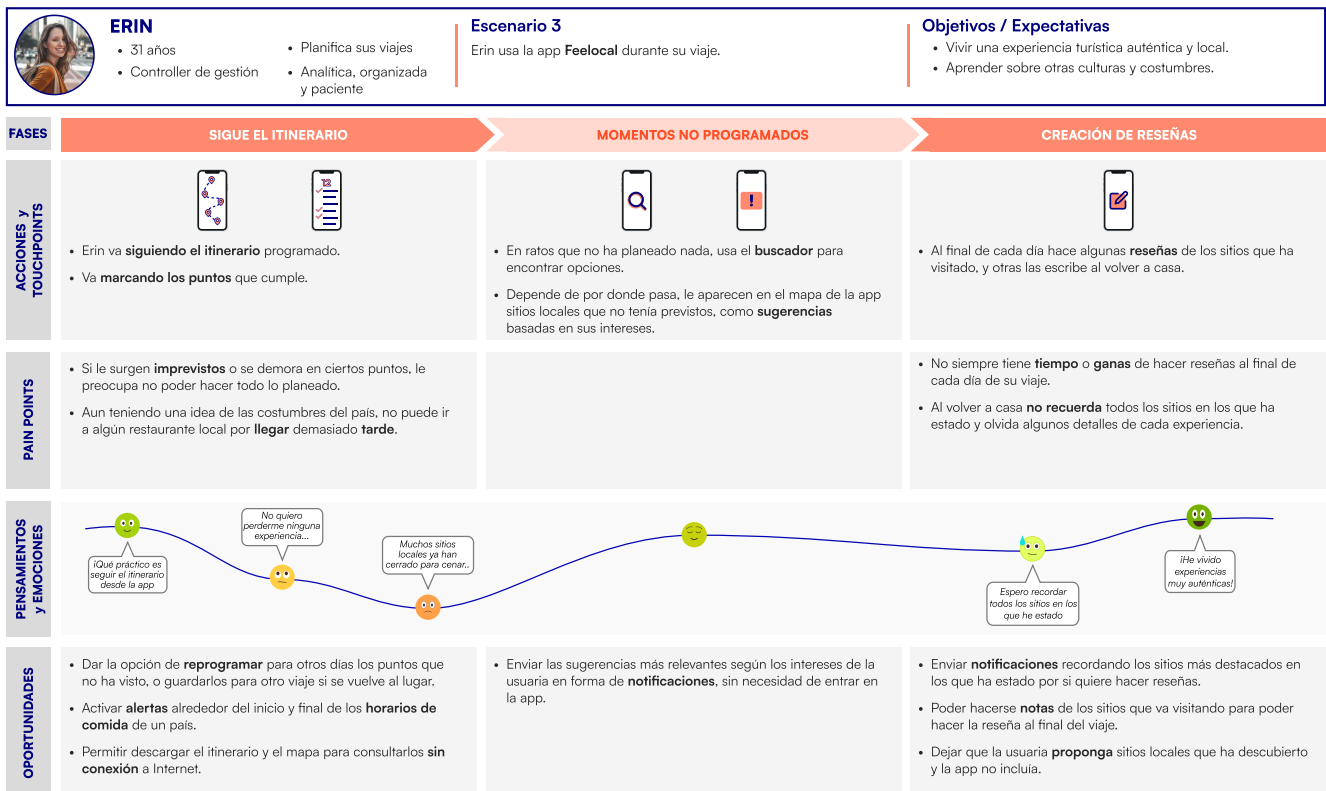 ERIN
• 31 años
• Controller de gestión
• Planifica sus viajes
• Analítica, organizada
y paciente
Escenario 3
Erin usa la app Feelocal durante su viaje.
Objetivos / Expectativas
• Vivir una experiencia turística auténtica y local.
• Aprender sobre otras culturas y costumbres.
FASES
SIGUE EL ITINERARIO
MOMENTOS NO PROGRAMADOS
CREACIÓN DE RESEÑAS
ACCIONES y
TOUCHPOINTS
12
!
• Erin va siguiendo el itinerario programado.
• Va marcando los puntos que cumple.
• En ratos que no ha planeado nada, usa el buscador para
encontrar opciones.
• Depende de por donde pasa, le aparecen en el mapa de la app
sitios locales que no tenía previstos, como sugerencias
basadas en sus intereses.
• Al final de cada día hace algunas reseñas de los sitios que ha
visitado, y otras las escribe al volver a casa.
PAIN POINTS
• Si le surgen imprevistos o se demora en ciertos puntos, le
preocupa no poder hacer todo lo planeado.
• Aun teniendo una idea de las costumbres del país, no puede ir
a algún restaurante local por llegar demasiado tarde.
• No siempre tiene tiempo o ganas de hacer reseñas al final de
cada día de su viaje.
• Al volver a casa no recuerda todos los sitios en los que ha
estado y olvida algunos detalles de cada experiencia.
PENSAMIENTOS
y EMOCIONES
¡Qué práctico es
seguir el itinerario
desde la app
No quiero
perderme ninguna
experiencia...
Muchos sitios
locales ya han
cerrado para cenar..
Espero recordar
todos los sitios en los
que he estado
¡He vivido
experiencias
muy auténticas!
OPORTUNIDADES
• Dar la opción de reprogramar para otros días los puntos que
no ha visto, o guardarlos para otro viaje si se vuelve al lugar.
• Activar alertas alrededor del inicio y final de los horarios de
comida de un país.
• Permitir descargar el itinerario y el mapa para consultarlos sin
conexión a Internet.
• Enviar las sugerencias más relevantes según los intereses de la
usuaria en forma de notificaciones, sin necesidad de entrar en
la app.
• Enviar notificaciones recordando los sitios más destacados en
los que ha estado por si quiere hacer reseñas.
• Poder hacerse notas de los sitios que va visitando para poder
hacer la reseña al final del viaje.
• Dejar que la usuaria proponga sitios locales que ha descubierto
y la app no incluía.